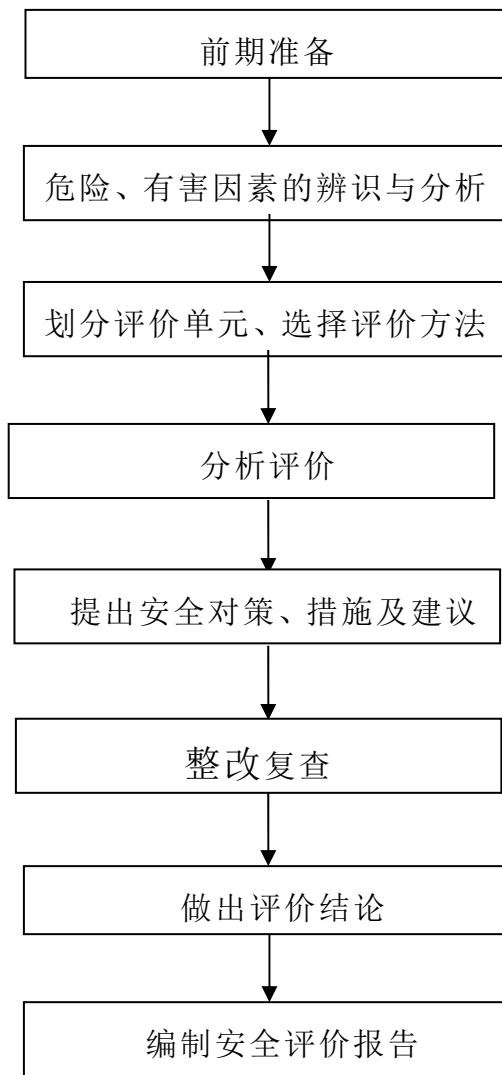 前期准备
危险、有害因素的辨识与分析
划分评价单元、选择评价方法
分析评价
提出安全对策、措施及建议
整改复查
做出评价结论
编制安全评价报告